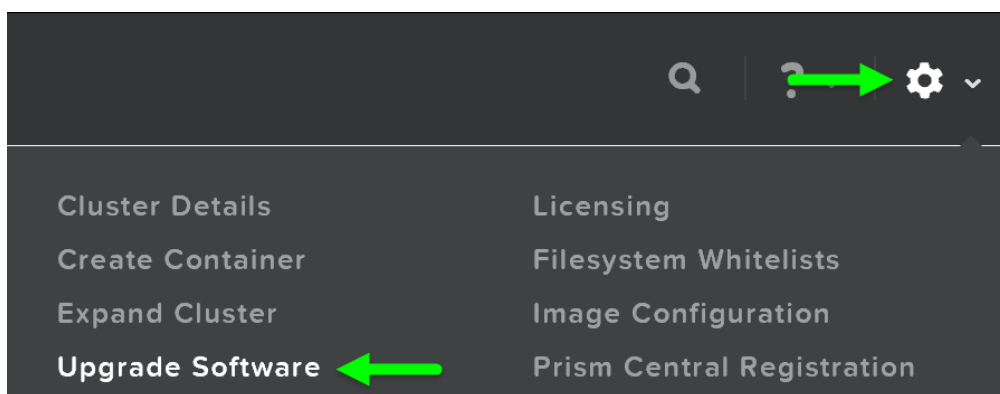 ?
Cluster Details
Licensing
Create Container
Filesystem Whitelists
Expand Cluster
Image Configuration
Upgrade Software
Prism Central Registration